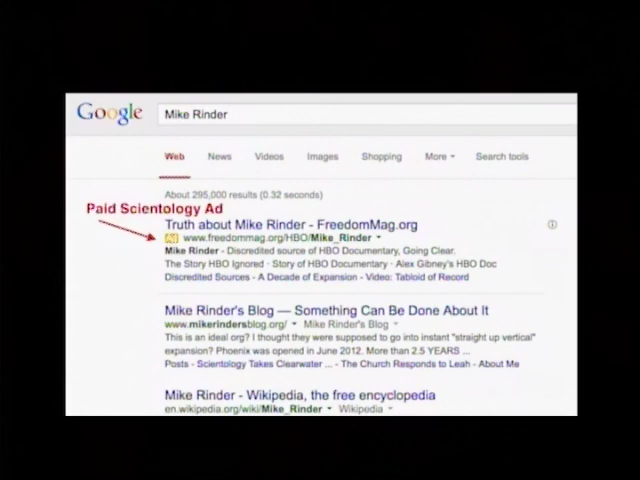 Google
Mike Rinder
Web News Videos Images Shopping More Search tools
About 295,000 results (0.32 seconds)
Paid Scientology Ad
Truth about Mike Rinder - FreedomMag.org
Ad www.freedommag.org/HBO/Mike_Rinder
Mike Rinder - Discredited source of HBO Documentary, Going Clear.
The Story HBO Ignored · Story of HBO Documentary · Alex Gibney's HBO Doc
Discredited Sources - A Decade of Expansion - Video: Tabloid of Record
Mike Rinder's Blog — Something Can Be Done About It
www.mikerindersblog.org/ Mike Rinder's Blog
This is an ideal org? I thought they were supposed to go into instant "straight up vertical"
expansion? Phoenix was opened in June 2012. More than 2.5 YEARS ...
Posts - Scientology Takes Clearwater ... - The Church Responds to Leah - About Me
Mike Rinder - Wikipedia, the free encyclopedia
en.wikipedia.org/wiki/Mike_Rinder Wikipedia